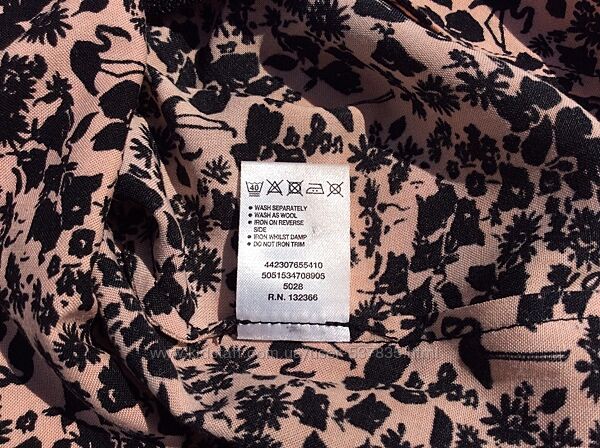 40
● WASH SEPARATELY
● WASH AS WOOL
● IRON ON REVERSE
SIDE
● IRON WHILST DAMP
● DO NOT IRON TRIM
442307655410
5051534708905
5028
R.N. 132366